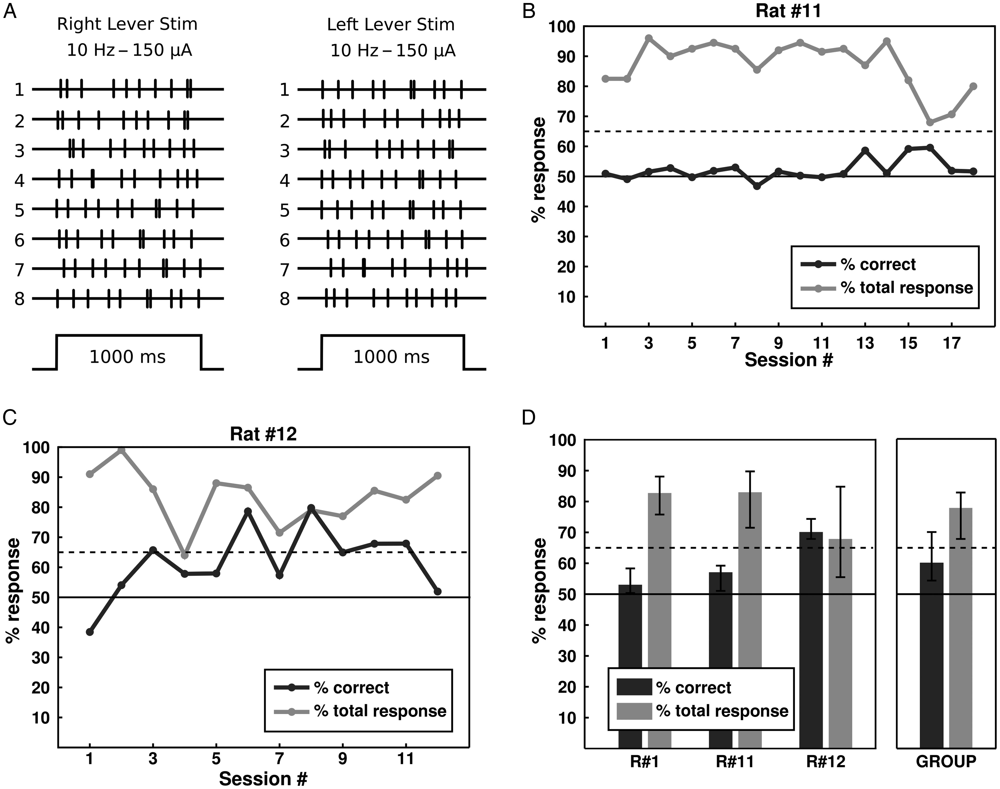 A
Right Lever Stim
10 Hz – 150 µA
1
2
3
4
5
6
7
8
1000 ms
Left Lever Stim
10 Hz – 150 µA
1
2
3
4
5
6
7
8
1000 ms
B
Rat #11
% response
100
90
80
70
60
50
40
30
20
10
% correct
% total response
1 3 5 7 9 11 13 15 17
Session #
C
Rat #12
% response
100
90
80
70
60
50
40
30
20
10
% correct
% total response
1 3 5 7 9 11
Session #
D
% response
100
90
80
70
60
50
40
30
20
10
% correct
% total response
R#1 R#11 R#12 GROUP